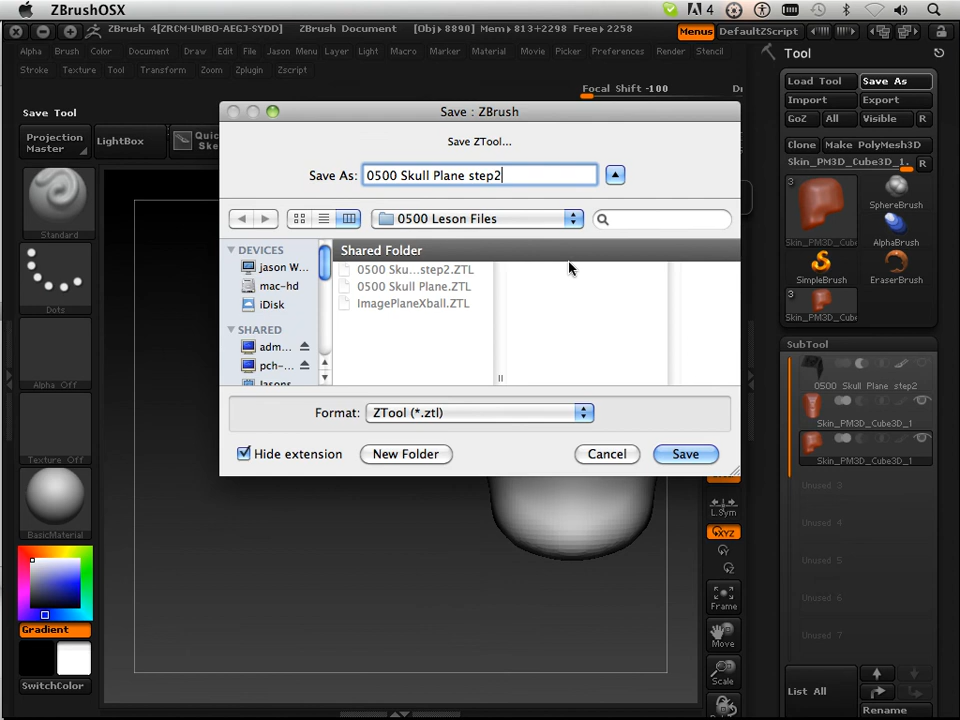 ZBrushOSX
4
ZBrush 4[ZRCM-UMBO-AEGJ-SYDD]
ZBrush Document
[Obj+ 8890] Mem+813+2298 Free+2258
Menus
DefaultZScript
Alpha
Brush
Color
Document
Draw
Edit
File
Jason Menu
Layer
Light
Macro
Marker
Material
Movie
Picker
Preferences
Render
Stencil
Stroke
Texture
Tool
Transform
Zoom
Zplugin
Zscript
Focal Shift -100
Save Tool
Projection
Master
LightBox
Standard
Dots
Alpha Off
Texture Off
BasicMaterial
Gradient
SwitchColor
Save : ZBrush
Save ZTool...
Save As:
0500 Skull Plane step2
0500 Leson Files
DEVICES
jason W...
mac-hd
iDisk
SHARED
adm...
pch-...
Shared Folder
0500 Sku...step2.ZTL
0500 Skull Plane.ZTL
ImagePlaneXball.ZTL
Format:
ZTool (*.ztl)
Hide extension
New Folder
Cancel
Save
L.Sym
XYZ
Frame
Move
Scale
Tool
Load Tool
Save As
Import
Export
GoZ
All
Visible
R
Clone
Make PolyMesh3D
Skin_PM3D_Cube3D_1.
R
3
Skin_PM3D_Cube
SphereBrush
AlphaBrush
SimpleBrush
EraserBrush
3
Skin_PM3D_Cube
SubTool
0500 Skull Plane step2
Skin_PM3D_Cube3D_1
Skin_PM3D_Cube3D_1
Unused 3
Unused 4
Unused 5
Unused 6
Unused 7
List All
Rename